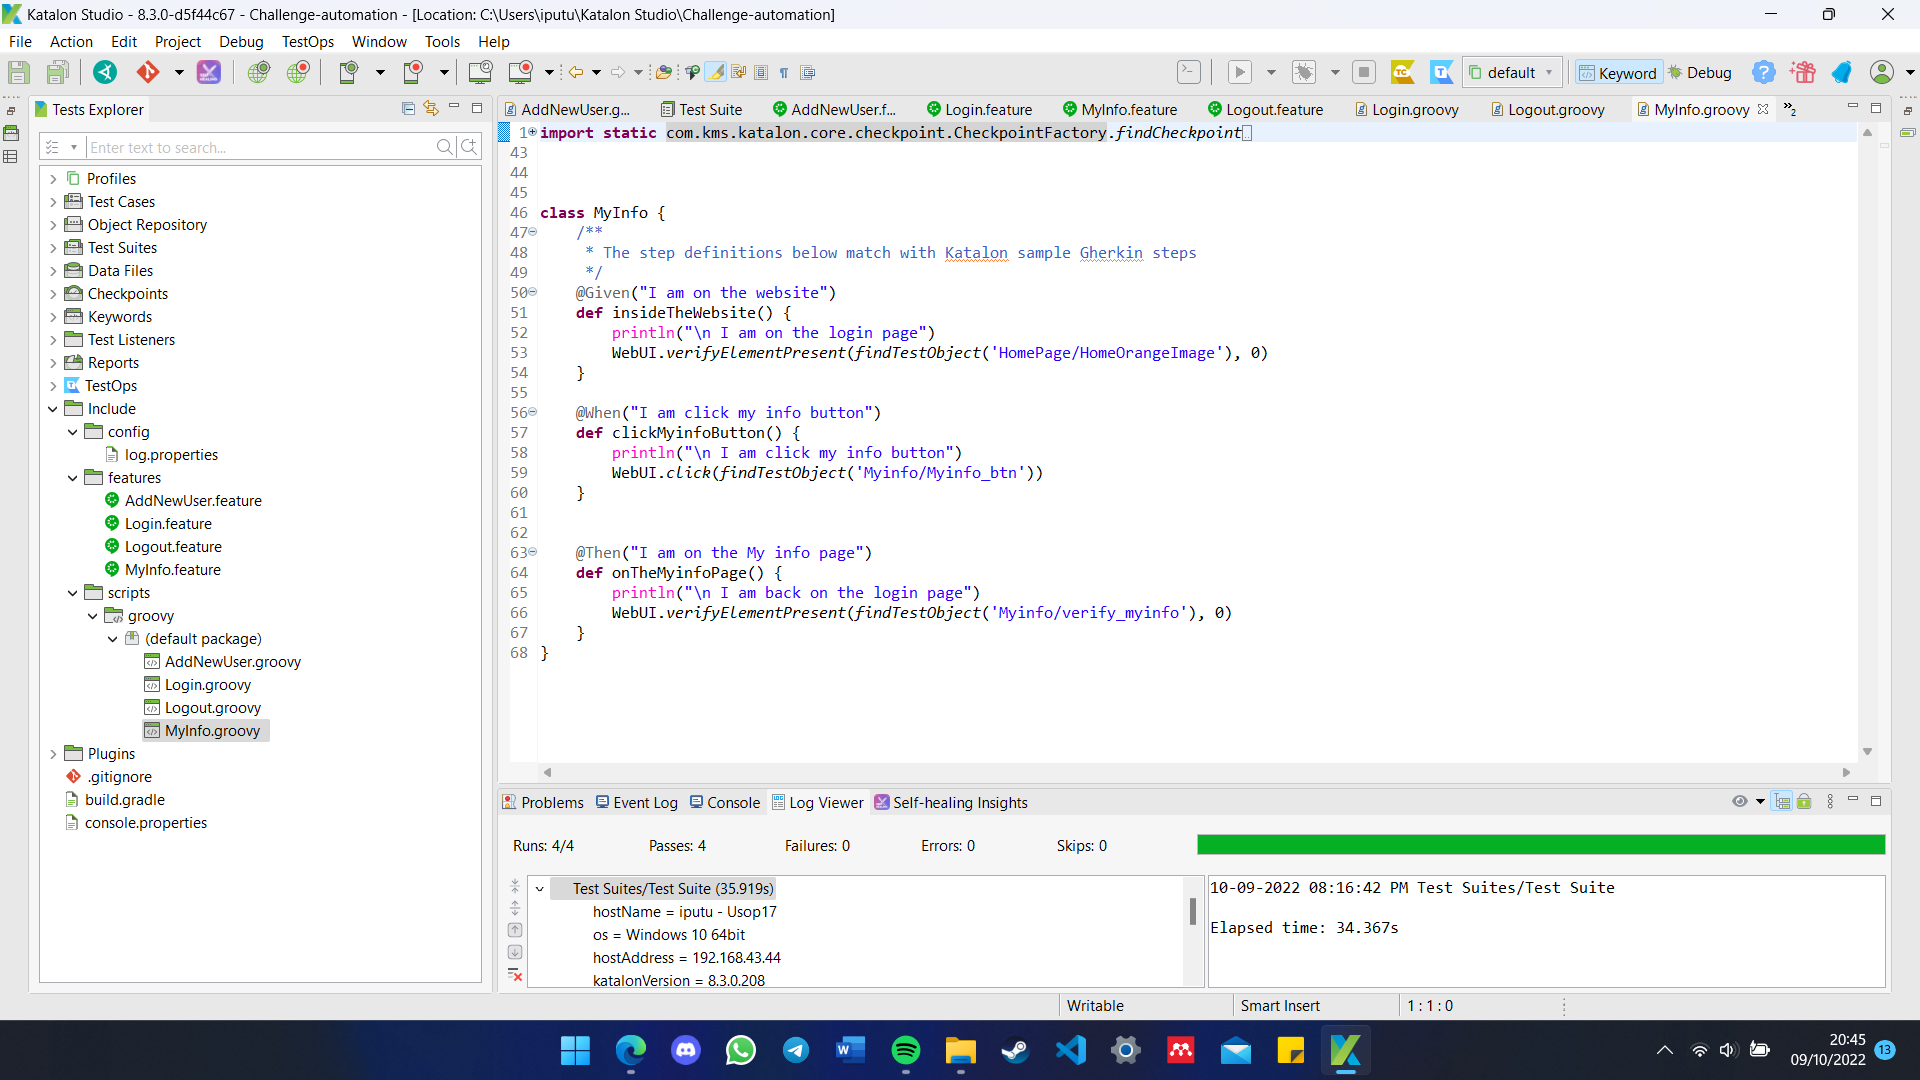 Katalon Studio - 8.3.0-d5f44c67 - Challenge-automation - [Location: C:\Users\iputu\Katalon Studio\Challenge-automation]
File Action Edit Project Debug TestOps Window Tools Help
default Keyword Debug
Tests Explorer
Enter text to search...
Profiles
Test Cases
Object Repository
Test Suites
Data Files
Checkpoints
Keywords
Test Listeners
Reports
TestOps
Include
config
log.properties
features
AddNewUser.feature
Login.feature
Logout.feature
MyInfo.feature
scripts
groovy
(default package)
AddNewUser.groovy
Login.groovy
Logout.groovy
MyInfo.groovy
Plugins
.gitignore
build.gradle
console.properties
AddNewUser.g... Test Suite AddNewUser.f... Login.feature MyInfo.feature Logout.feature Login.groovy Logout.groovy MyInfo.groovy »2
1 import static com.kms.katalon.core.checkpoint.CheckpointFactory.findCheckpoint
43
44
45
46 class MyInfo {
47 /**
48 * The step definitions below match with Katalon sample Gherkin steps
49 */
50 @Given("I am on the website")
51 def insideTheWebsite() {
52 println("\n I am on the login page")
53 WebUI.verifyElementPresent(findTestObject('HomePage/HomeOrangeImage'), 0)
54 }
55
56 @When("I am click my info button")
57 def clickMyinfoButton() {
58 println("\n I am click my info button")
59 WebUI.click(findTestObject('Myinfo/Myinfo_btn'))
60 }
61
62
63 @Then("I am on the My info page")
64 def onTheMyinfoPage() {
65 println("\n I am back on the login page")
66 WebUI.verifyElementPresent(findTestObject('Myinfo/verify_myinfo'), 0)
67 }
68 }
Problems Event Log Console Log Viewer Self-healing Insights
Runs: 4/4 Passes: 4 Failures: 0 Errors: 0 Skips: 0
Test Suites/Test Suite (35.919s)
hostName = iputu - Usop17
os = Windows 10 64bit
hostAddress = 192.168.43.44
katalonVersion = 8.3.0.208
10-09-2022 08:16:42 PM Test Suites/Test Suite
Elapsed time: 34.367s
Writable Smart Insert 1 : 1 : 0
20:45
09/10/2022 13